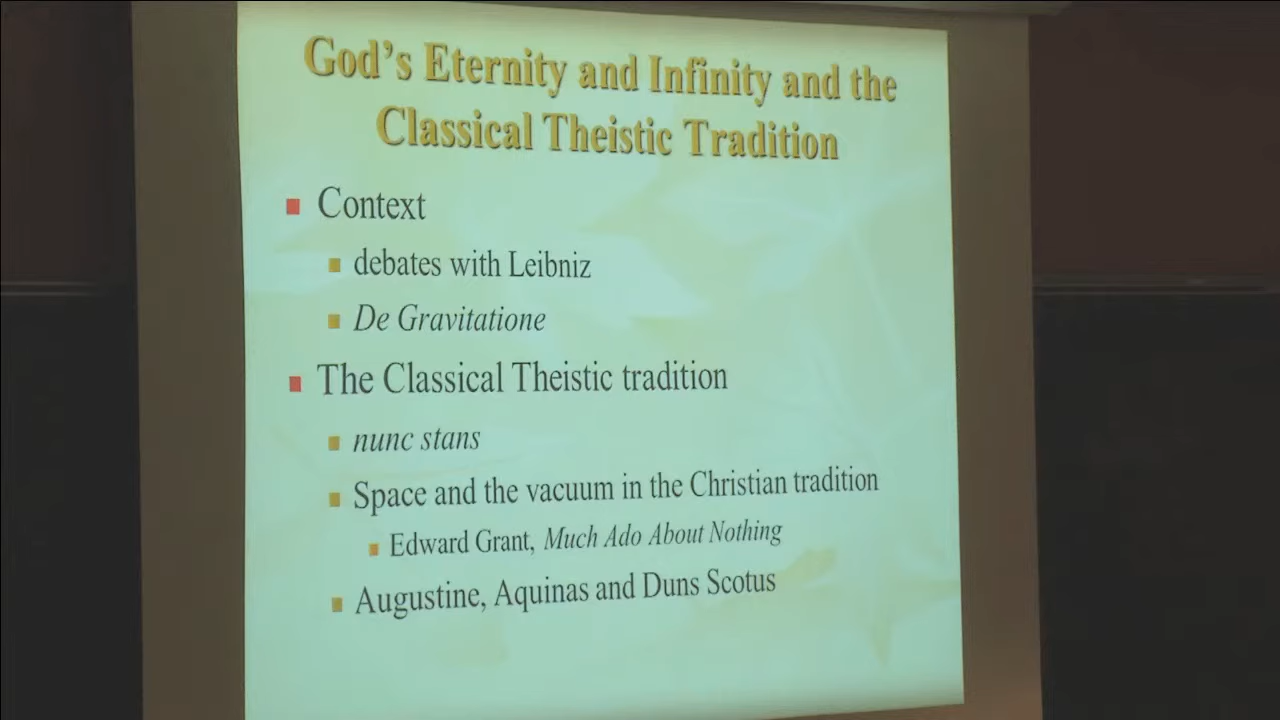 God's Eternity and Infinity and the
Classical Theistic Tradition
Context
debates with Leibniz
De Gravitatione
The Classical Theistic tradition
nunc stans
Space and the vacuum in the Christian tradition
Edward Grant, Much Ado About Nothing
Augustine, Aquinas and Duns Scotus